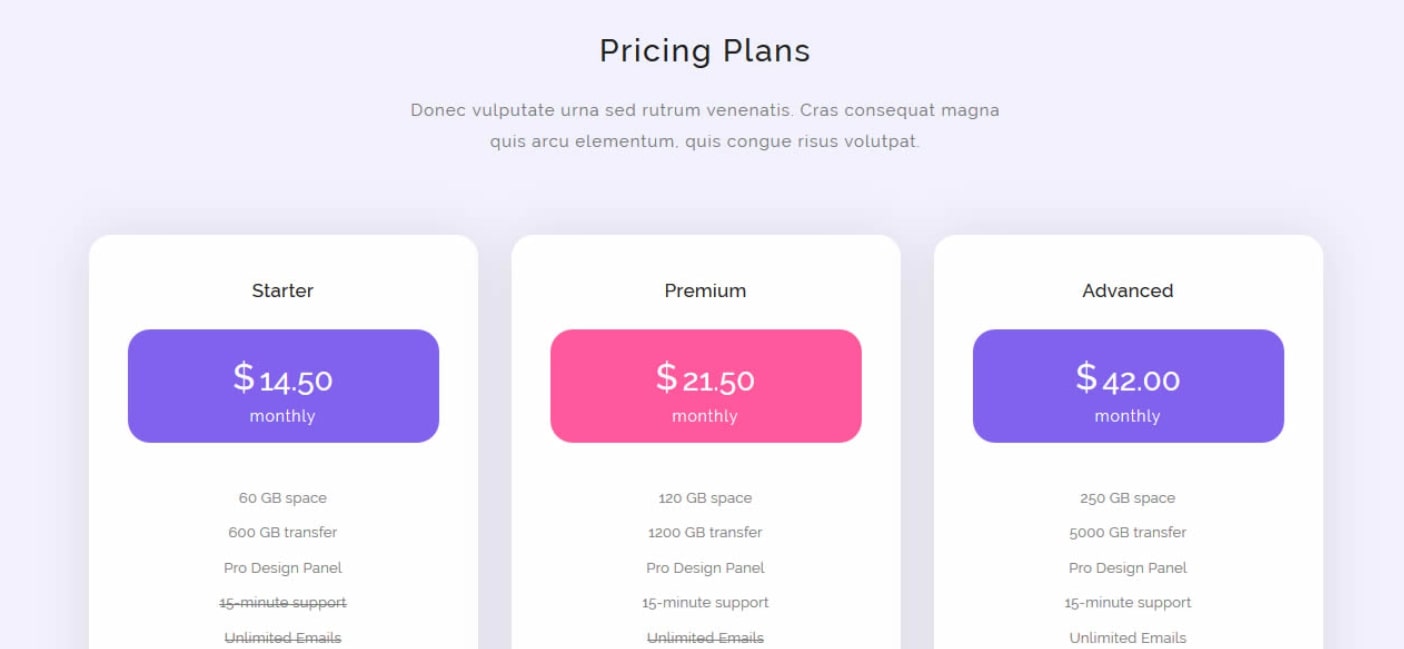 Pricing Plans
Donec vulputate urna sed rutrum venenatis. Cras consequat magna
quis arcu elementum, quis congue risus volutpat.
Starter
$ 14.50
monthly
60 GB space
600 GB transfer
Pro Design Panel
15-minute support
Unlimited Emails
Premium
$ 21.50
monthly
120 GB space
1200 GB transfer
Pro Design Panel
15-minute support
Unlimited Emails
Advanced
$ 42.00
monthly
250 GB space
5000 GB transfer
Pro Design Panel
15-minute support
Unlimited Emails